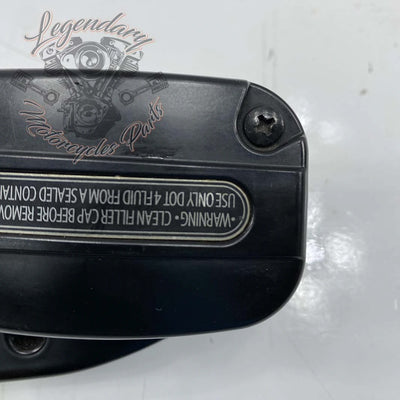 Legendary
Motorcycles Parts
• WARNING • CLEAN FILLER CAP BEFORE REMOV
USE ONLY DOT 4 FLUID FROM A SEALED CONTA